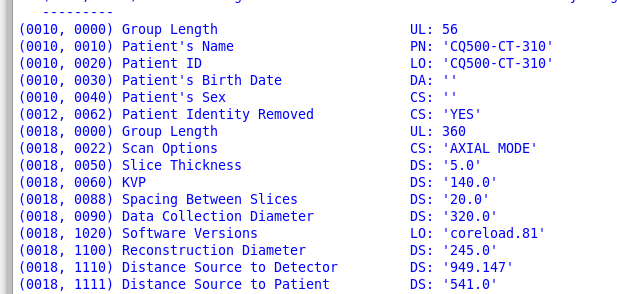 ---------
(0010, 0000) Group Length                        UL: 56
(0010, 0010) Patient's Name                      PN: 'CQ500-CT-310'
(0010, 0020) Patient ID                          LO: 'CQ500-CT-310'
(0010, 0030) Patient's Birth Date                DA: ''
(0010, 0040) Patient's Sex                       CS: ''
(0012, 0062) Patient Identity Removed            CS: 'YES'
(0018, 0000) Group Length                        UL: 360
(0018, 0022) Scan Options                        CS: 'AXIAL MODE'
(0018, 0050) Slice Thickness                     DS: '5.0'
(0018, 0060) KVP                                 DS: '140.0'
(0018, 0088) Spacing Between Slices              DS: '20.0'
(0018, 0090) Data Collection Diameter            DS: '320.0'
(0018, 1020) Software Versions                   LO: 'coreload.81'
(0018, 1100) Reconstruction Diameter             DS: '245.0'
(0018, 1110) Distance Source to Detector         DS: '949.147'
(0018, 1111) Distance Source to Patient          DS: '541.0'